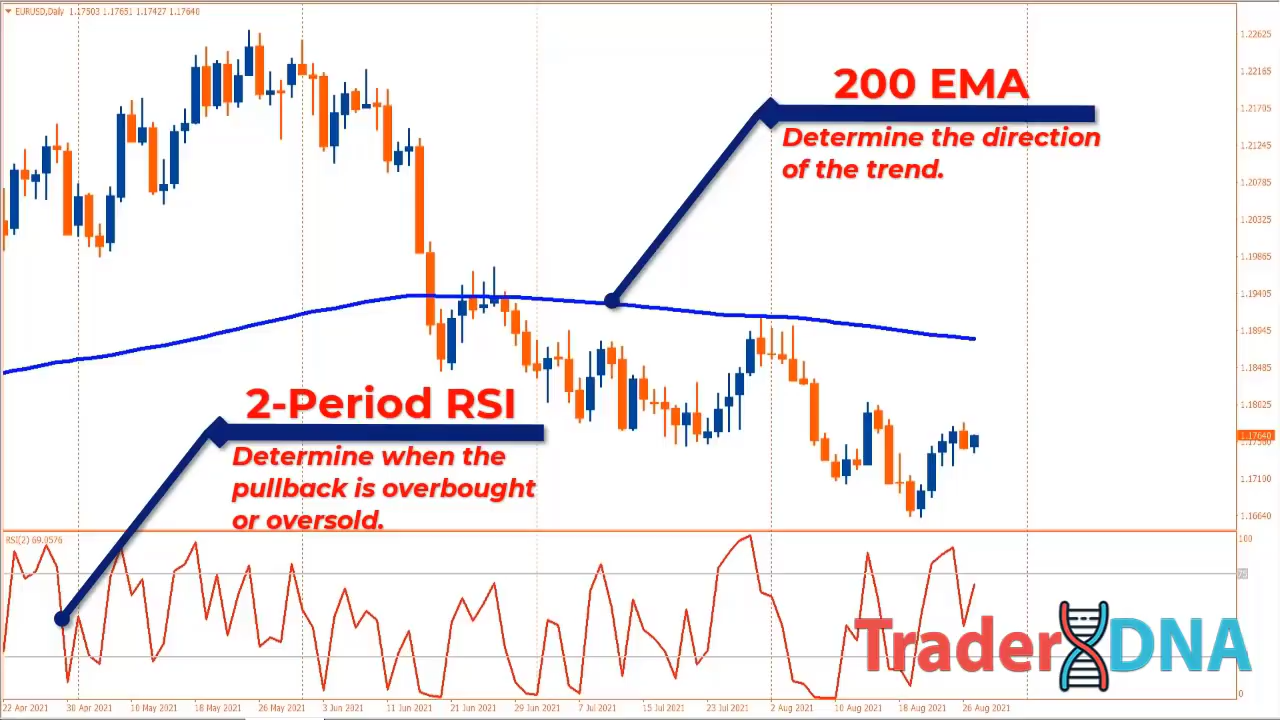 EURUSD,Daily 1.17503 1.17651 1.17427 1.17640
1.22625
1.22165
200 EMA
1.21705
Determine the direction
1.21245
of the trend.
1.20785
1.20325
1.19865
1.19405
1.18945
1.18485
2-Period RSI
1.18025
1.17640
Determine when the
1.17100
pullback is overbought
1.16640
or oversold.
RSI(2) 69.0576
100
75
TraderDNA
0
22 Apr 2021 30 Apr 2021 10 May 2021 18 May 2021 26 May 2021 3 Jun 2021 11 Jun 2021 21 Jun 2021 29 Jun 2021 7 Jul 2021 15 Jul 2021 23 Jul 2021 2 Aug 2021 10 Aug 2021 18 Aug 2021 26 Aug 2021